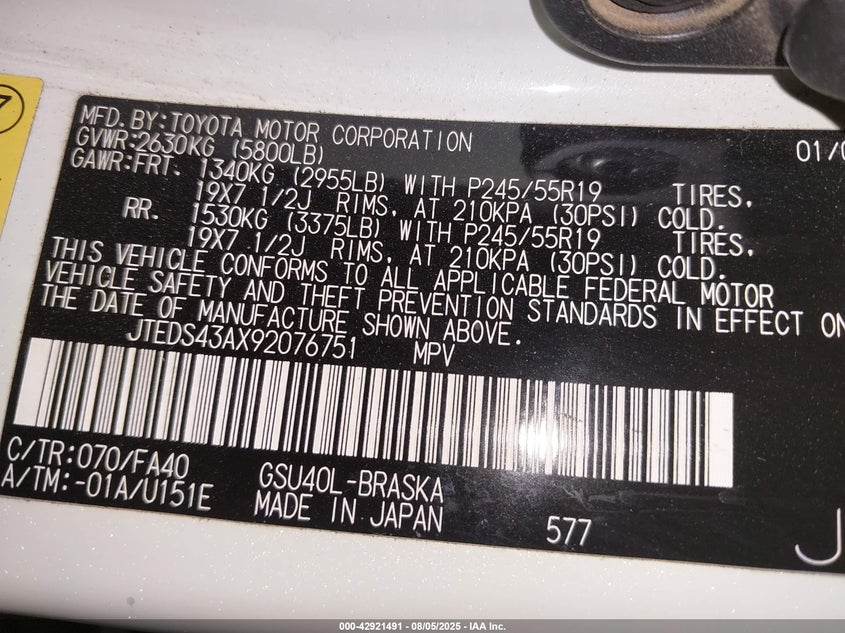 7
MFD.BY:TOYOTA MOTOR CORPORATION 01/0
GVWR:2630KG (5800LB)
GAWR:FRT. 1340KG (2955LB) WITH P245/55R19 TIRES,
19X7 1/2J RIMS, AT 210KPA (30PSI) COLD.
RR. 1530KG (3375LB) WITH P245/55R19 TIRES,
19X7 1/2J RIMS, AT 210KPA (30PSI) COLD.
THIS VEHICLE CONFORMS TO ALL APPLICABLE FEDERAL MOTOR
VEHICLE SAFETY AND THEFT PREVENTION STANDARDS IN EFFECT ON
THE DATE OF MANUFACTURE SHOWN ABOVE.
JTEDS43AX92076751 MPV
C/TR:070/FA40 GSU40L-BRASKA
A/TM:-01A/U151E MADE IN JAPAN 577
J
000-42921491 - 08/05/2025 - IAA Inc.